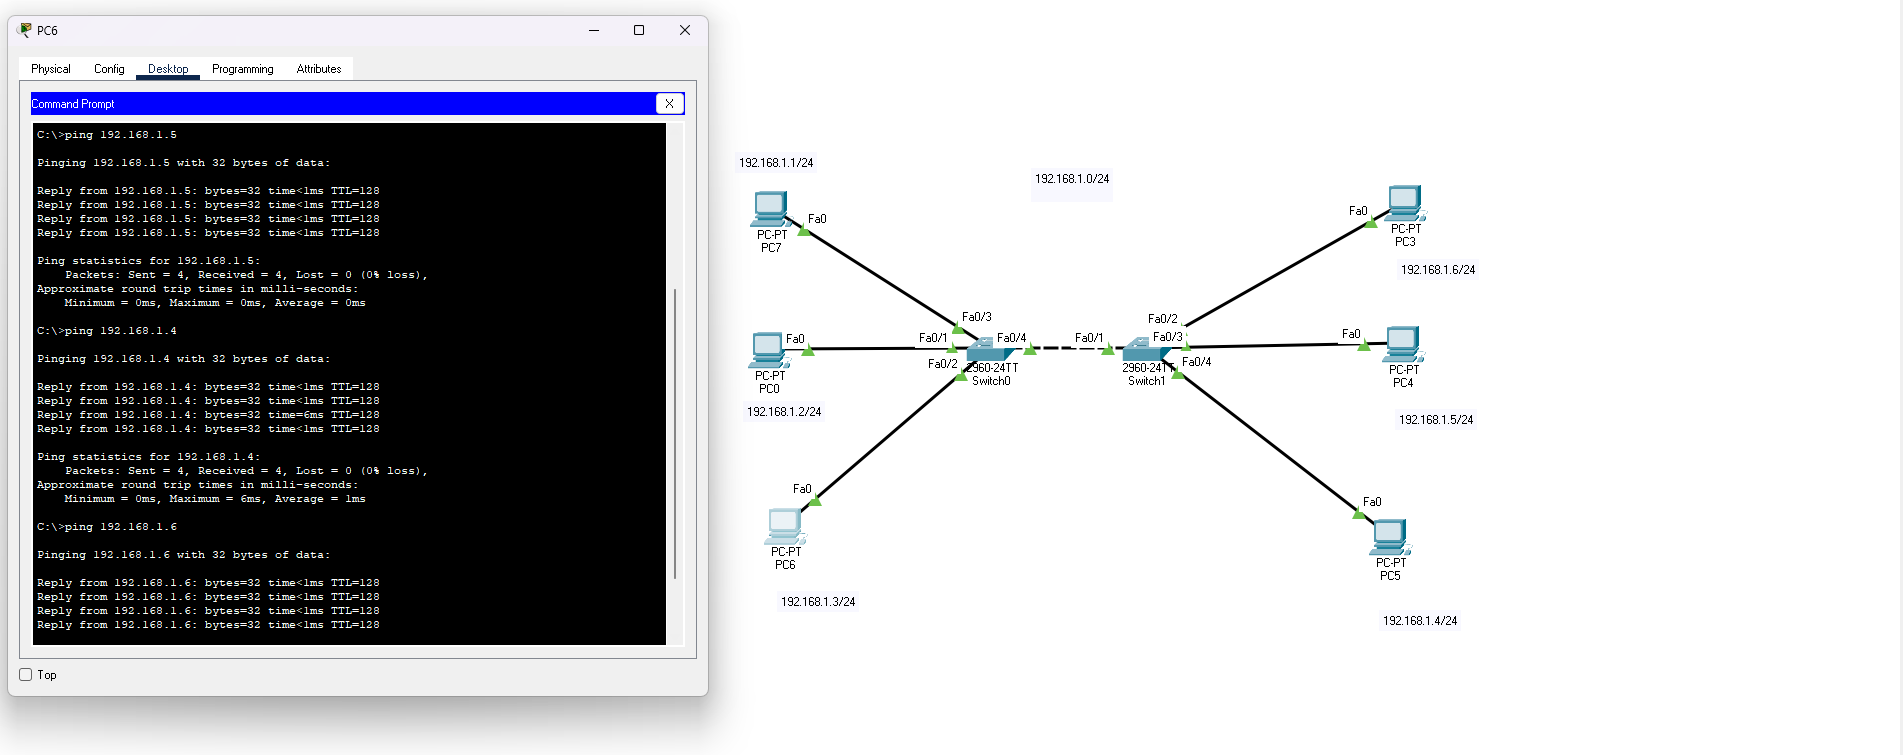 PC6
Physical Config Desktop Programming Attributes
Command Prompt
X
C:\>ping 192.168.1.5
Pinging 192.168.1.5 with 32 bytes of data:
Reply from 192.168.1.5: bytes=32 time<1ms TTL=128
Reply from 192.168.1.5: bytes=32 time<1ms TTL=128
Reply from 192.168.1.5: bytes=32 time<1ms TTL=128
Reply from 192.168.1.5: bytes=32 time<1ms TTL=128
Ping statistics for 192.168.1.5:
Packets: Sent = 4, Received = 4, Lost = 0 (0% loss),
Approximate round trip times in milli-seconds:
Minimum = 0ms, Maximum = 0ms, Average = 0ms
C:\>ping 192.168.1.4
Pinging 192.168.1.4 with 32 bytes of data:
Reply from 192.168.1.4: bytes=32 time<1ms TTL=128
Reply from 192.168.1.4: bytes=32 time<1ms TTL=128
Reply from 192.168.1.4: bytes=32 time=6ms TTL=128
Reply from 192.168.1.4: bytes=32 time<1ms TTL=128
Ping statistics for 192.168.1.4:
Packets: Sent = 4, Received = 4, Lost = 0 (0% loss),
Approximate round trip times in milli-seconds:
Minimum = 0ms, Maximum = 6ms, Average = 1ms
C:\>ping 192.168.1.6
Pinging 192.168.1.6 with 32 bytes of data:
Reply from 192.168.1.6: bytes=32 time<1ms TTL=128
Reply from 192.168.1.6: bytes=32 time<1ms TTL=128
Reply from 192.168.1.6: bytes=32 time<1ms TTL=128
Reply from 192.168.1.6: bytes=32 time<1ms TTL=128
Top
192.168.1.1/24
Fa0
PC-PT
PC7
192.168.1.0/24
Fa0
PC-PT
PC3
192.168.1.6/24
Fa0/3
Fa0/1
Fa0/4
Fa0/2
2960-24TT
Switch0
Fa0/2
Fa0/1
Fa0/3
Fa0/4
2960-24TT
Switch1
Fa0
PC-PT
PC0
192.168.1.2/24
Fa0
PC-PT
PC4
192.168.1.5/24
Fa0
PC-PT
PC6
192.168.1.3/24
Fa0
PC-PT
PC5
192.168.1.4/24